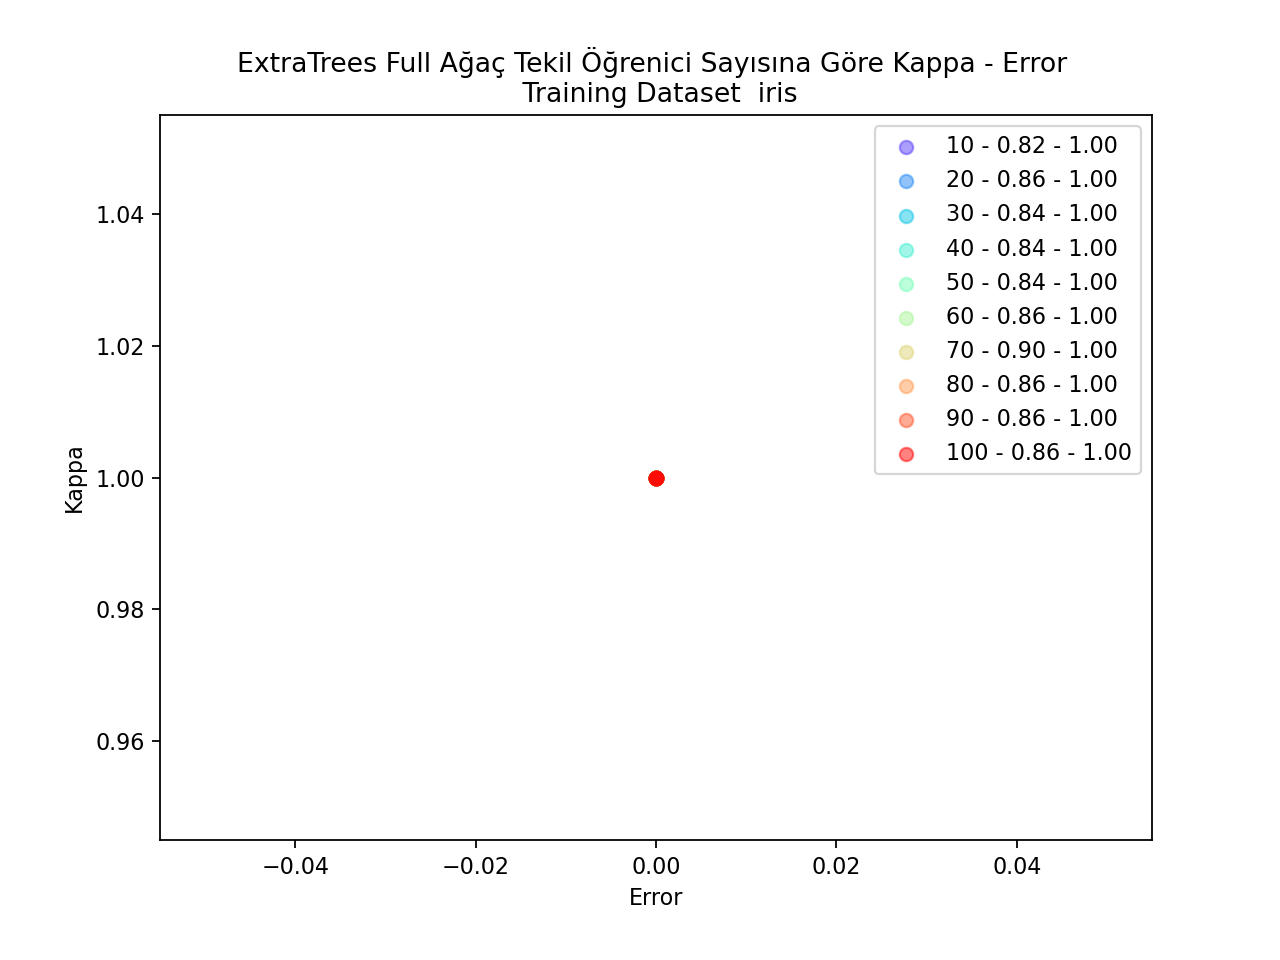 ExtraTrees Full Ağaç Tekil Öğrenici Sayısına Göre Kappa - Error
Training Dataset  iris
10 - 0.82 - 1.00
20 - 0.86 - 1.00
30 - 0.84 - 1.00
40 - 0.84 - 1.00
50 - 0.84 - 1.00
60 - 0.86 - 1.00
70 - 0.90 - 1.00
80 - 0.86 - 1.00
90 - 0.86 - 1.00
100 - 0.86 - 1.00
Kappa
1.04
1.02
1.00
0.98
0.96
−0.04
−0.02
0.00
0.02
0.04
Error